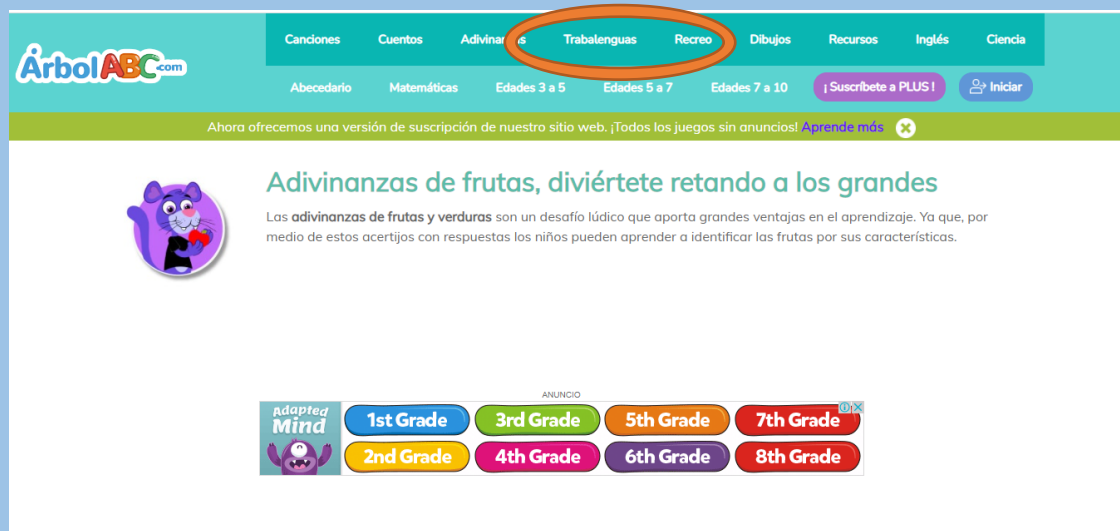 Canciones Cuentos Adivinanzas Trabalenguas Recreo Dibujos Recursos Inglés Ciencia
ÁrbolABC.com
Abecedario Matemáticas Edades 3 a 5 Edades 5 a 7 Edades 7 a 10 ¡ Suscríbete a PLUS ! Iniciar
Ahora ofrecemos una versión de suscripción de nuestro sitio web. ¡Todos los juegos sin anuncios! Aprende más
Adivinanzas de frutas, diviértete retando a los grandes
Las adivinanzas de frutas y verduras son un desafío lúdico que aporta grandes ventajas en el aprendizaje. Ya que, por
medio de estos acertijos con respuestas los niños pueden aprender a identificar las frutas por sus características.
ANUNCIO
Adapted
Mind
1st Grade 3rd Grade 5th Grade 7th Grade
2nd Grade 4th Grade 6th Grade 8th Grade